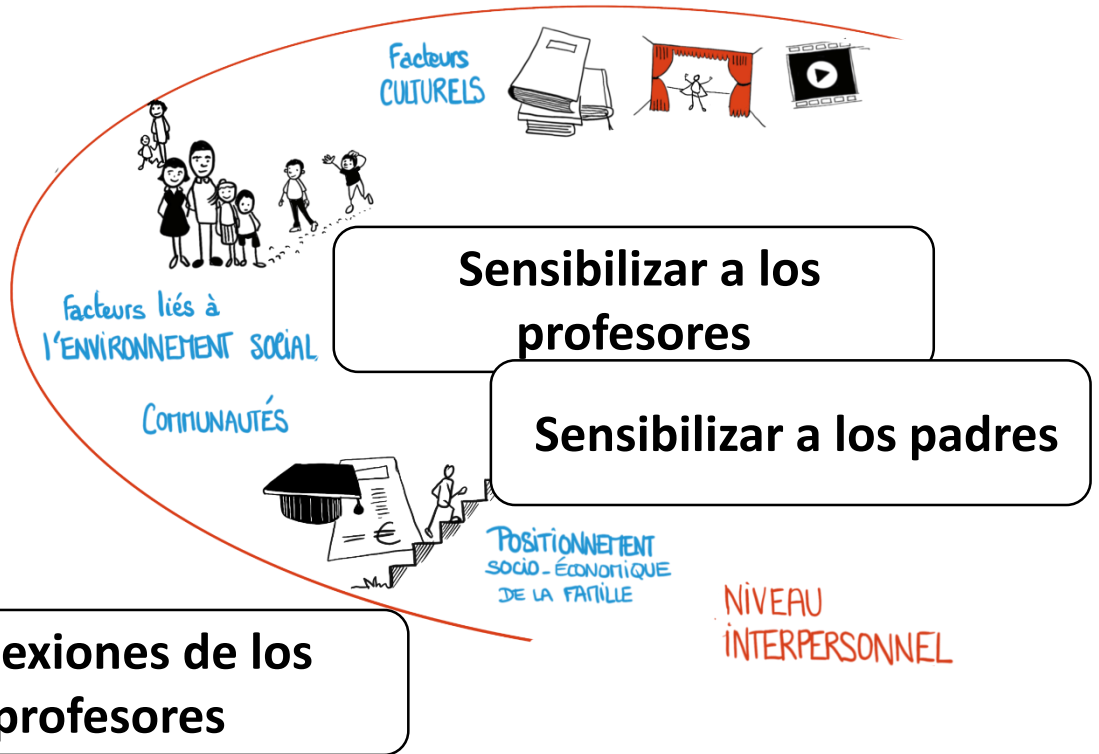 Facteurs
CULTURELS
Sensibilizar a los
profesores
Facteurs liés à
l'ENVIRONNEMENT SOCIAL
Sensibilizar a los padres
COMMUNAUTÉS
€
POSITIONNEMENT
SOCIO-ÉCONOMIQUE
DE LA FAMILLE
NIVEAU
INTERPERSONNEL
exiones de los
profesores